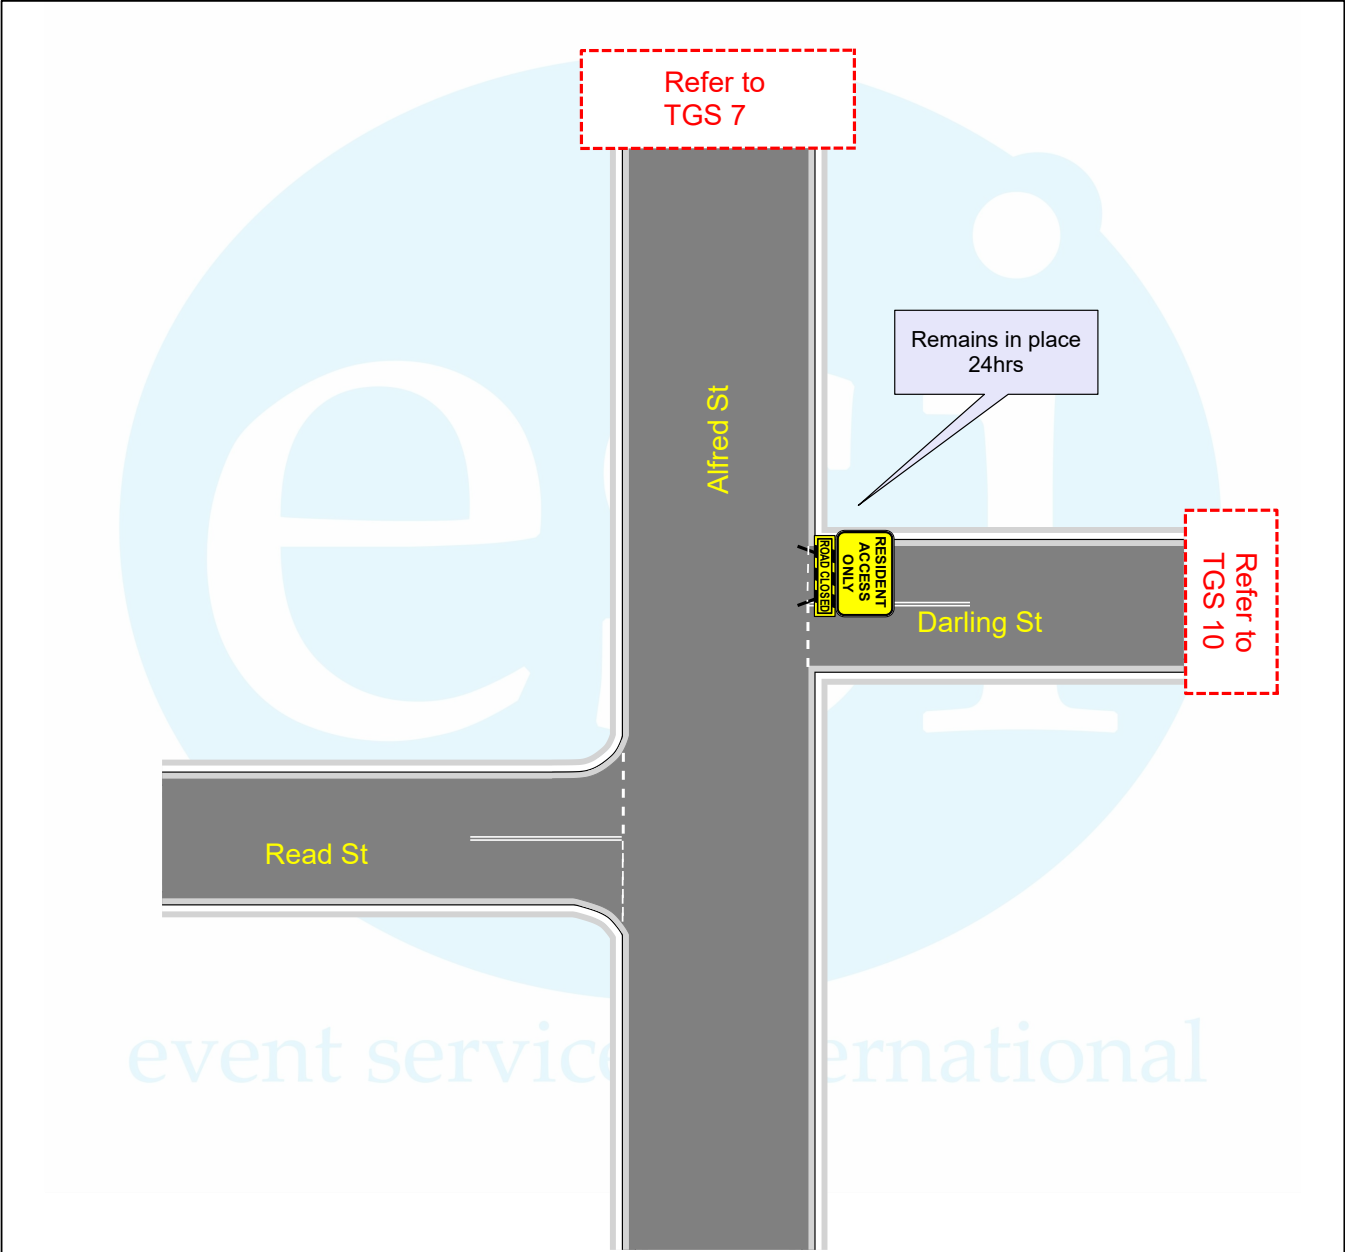 Refer to
TGS 7
Remains in place
24hrs
Alfred St
RESIDENT
ACCESS
ONLY
ROAD CLOSED
Darling St
Refer to
TGS 10
Read St
event service
ernational